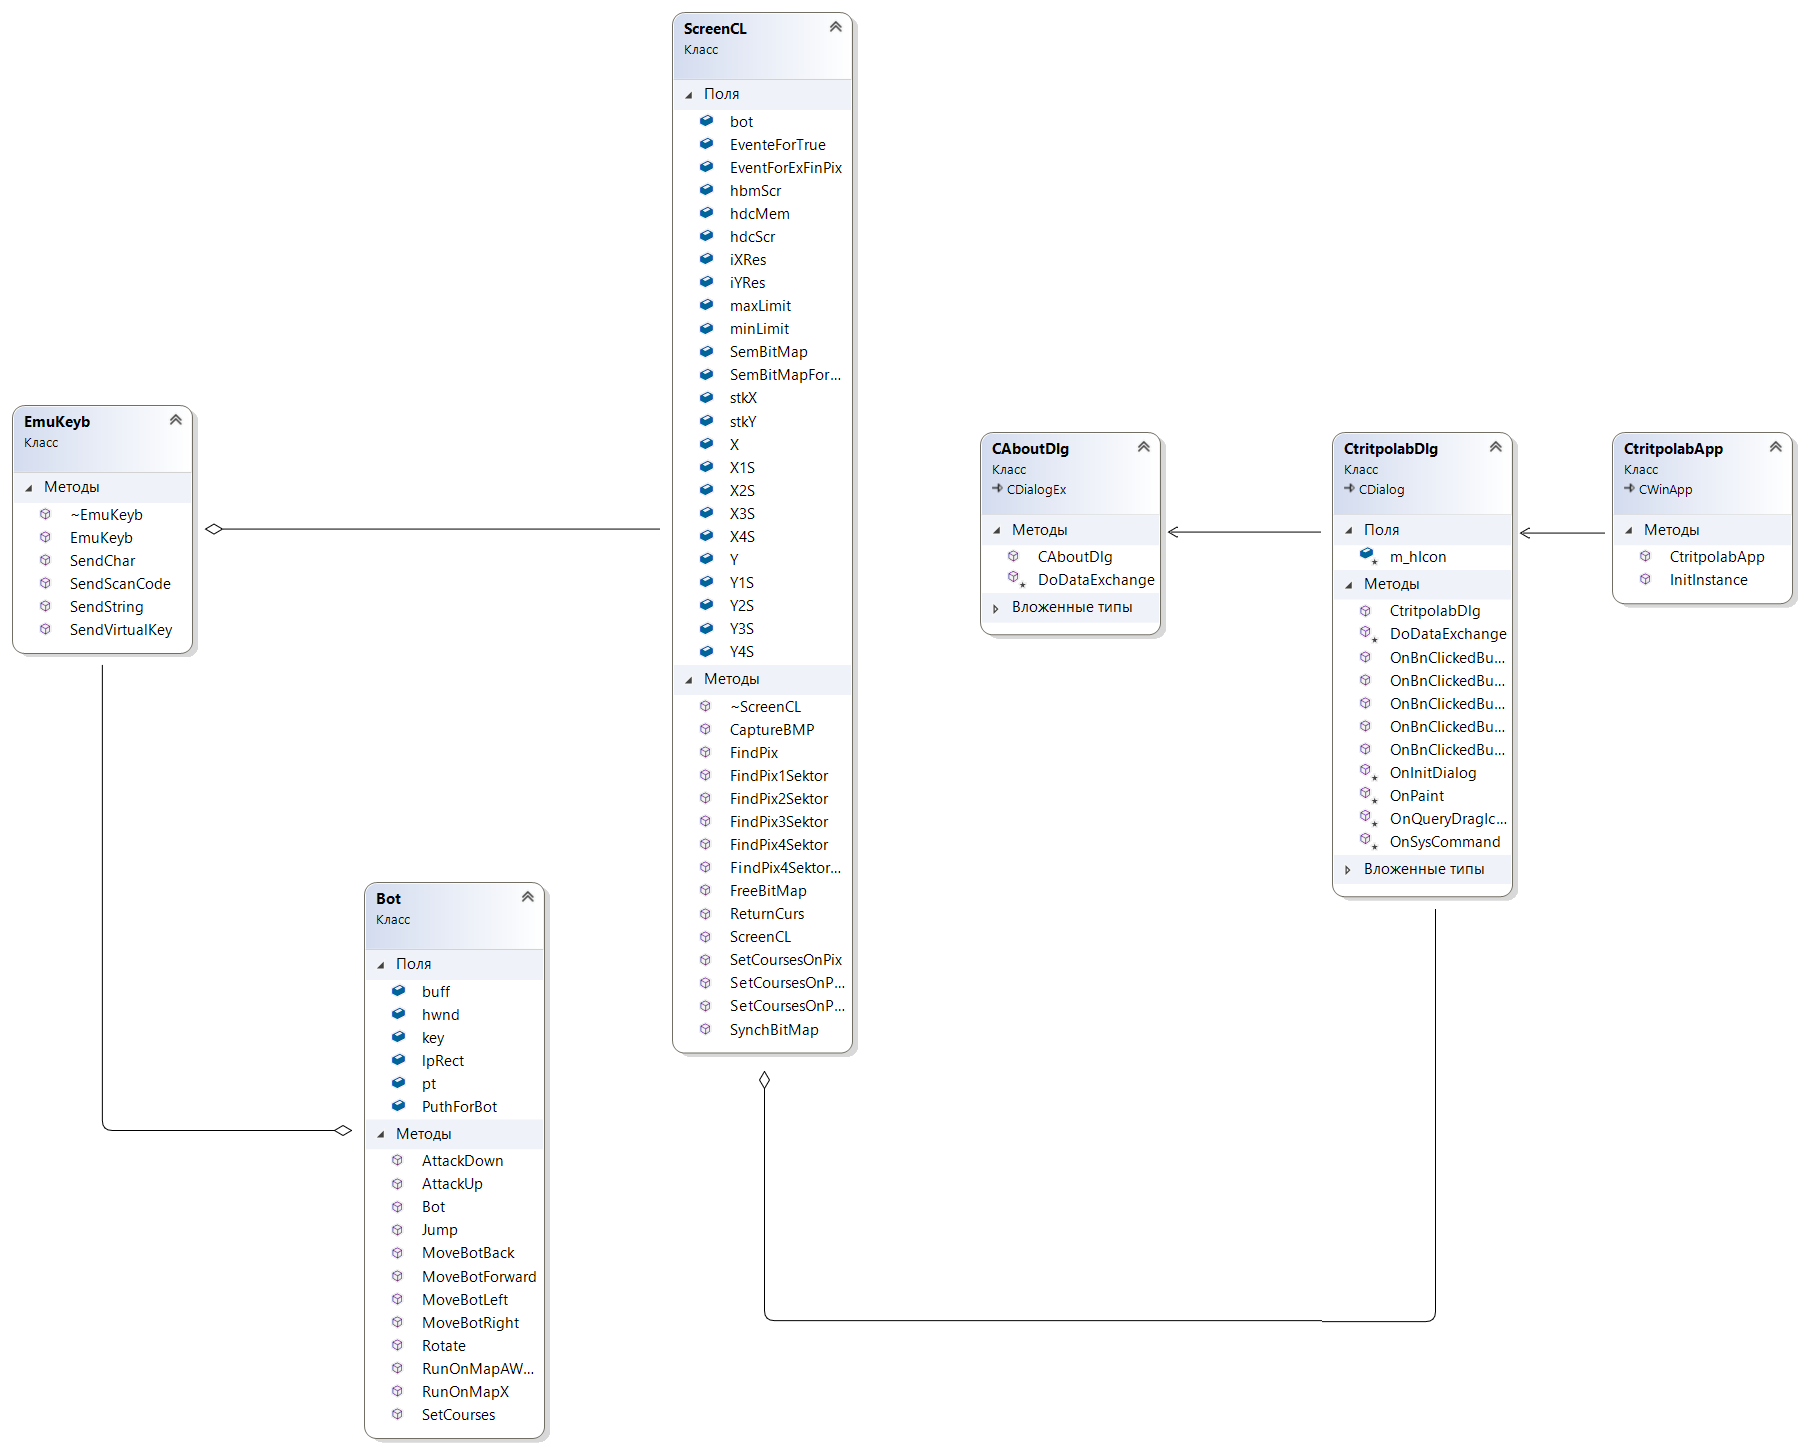 ScreenCL
Класс
Поля
bot
EventeForTrue
EventForExFinPix
hbmScr
hdcMem
hdcScr
iXRes
iYRes
maxLimit
minLimit
SemBitMap
SemBitMapFor...
stkX
stkY
X
X1S
X2S
X3S
X4S
Y
Y1S
Y2S
Y3S
Y4S
Методы
~ScreenCL
CaptureBMP
FindPix
FindPix1Sektor
FindPix2Sektor
FindPix3Sektor
FindPix4Sektor
FindPix4Sektor...
FreeBitMap
ReturnCurs
ScreenCL
SetCoursesOnPix
SetCoursesOnP...
SetCoursesOnP...
SynchBitMap
EmuKeyb
Класс
Методы
~EmuKeyb
EmuKeyb
SendChar
SendScanCode
SendString
SendVirtualKey
CAboutDlg
Класс
CDialogEx
Методы
CAboutDlg
DoDataExchange
Вложенные типы
CtritpolabDlg
Класс
CDialog
Поля
m_hIcon
Методы
CtritpolabDlg
DoDataExchange
OnBnClickedBu...
OnBnClickedBu...
OnBnClickedBu...
OnBnClickedBu...
OnBnClickedBu...
OnInitDialog
OnPaint
OnQueryDragIc...
OnSysCommand
Вложенные типы
CtritpolabApp
Класс
CWinApp
Методы
CtritpolabApp
InitInstance
Bot
Класс
Поля
buff
hwnd
key
lpRect
pt
PuthForBot
Методы
AttackDown
AttackUp
Bot
Jump
MoveBotBack
MoveBotForward
MoveBotLeft
MoveBotRight
Rotate
RunOnMapAW...
RunOnMapX
SetCourses